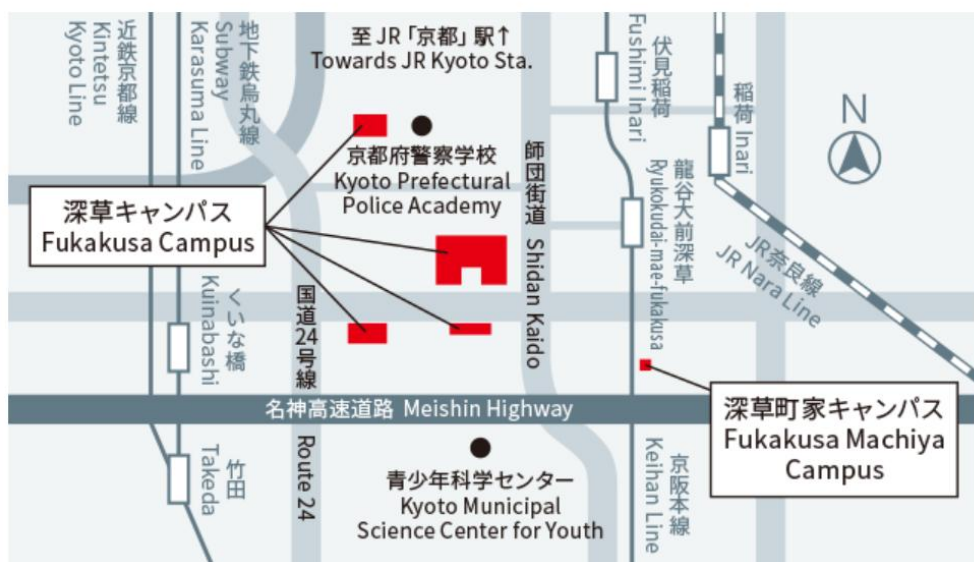 近鉄京都線
Kintetsu
Kyoto Line
地下鉄烏丸線
Subway
Karasuma Line
至JR「京都」駅↑
Towards JR Kyoto Sta.
京都府警察学校
Kyoto Prefectural
Police Academy
師団街道 Shidan Kaido
伏見稲荷
Fushimi Inari
稲荷 Inari
N
龍谷大前深草
Ryukokudai-mae-fukakusa
JR奈良線
JR Nara Line
深草キャンパス
Fukakusa Campus
くいな橋
Kuinabashi
国道24号線
Route 24
名神高速道路 Meishin Highway
深草町家キャンパス
Fukakusa Machiya
Campus
竹田
Takeda
青少年科学センター
Kyoto Municipal
Science Center for Youth
京阪本線
Keihan Line